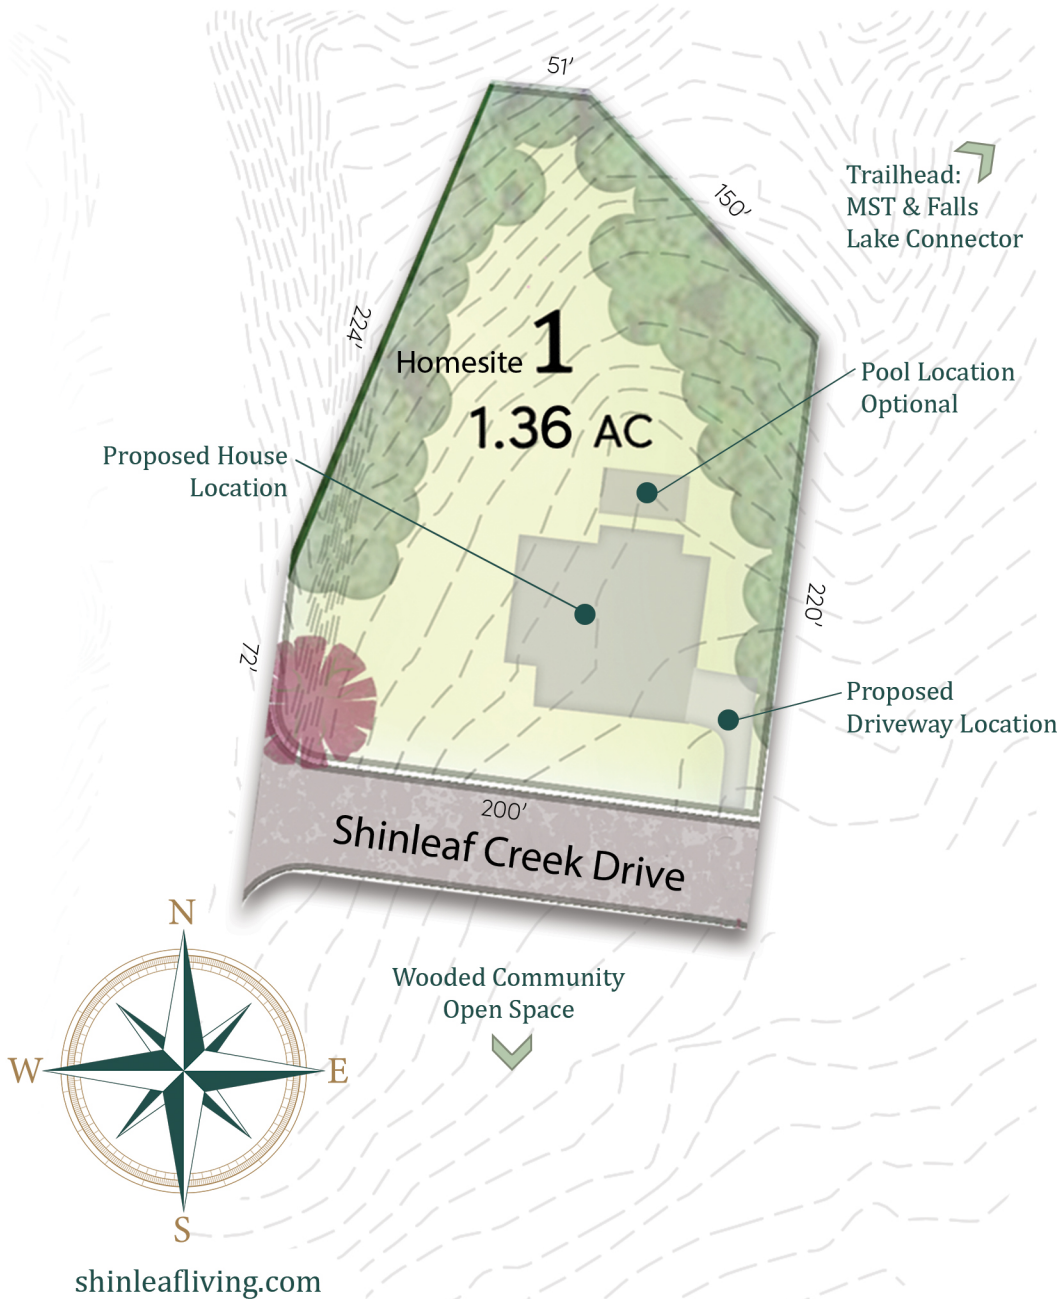 51'
150'
Trailhead:
MST & Falls
Lake Connector
224'
Homesite 1
1.36 AC
Pool Location
Optional
Proposed House
Location
220'
72'
Proposed
Driveway Location
200'
Shinleaf Creek Drive
N
W
E
S
Wooded Community
Open Space
shinleafliving.com